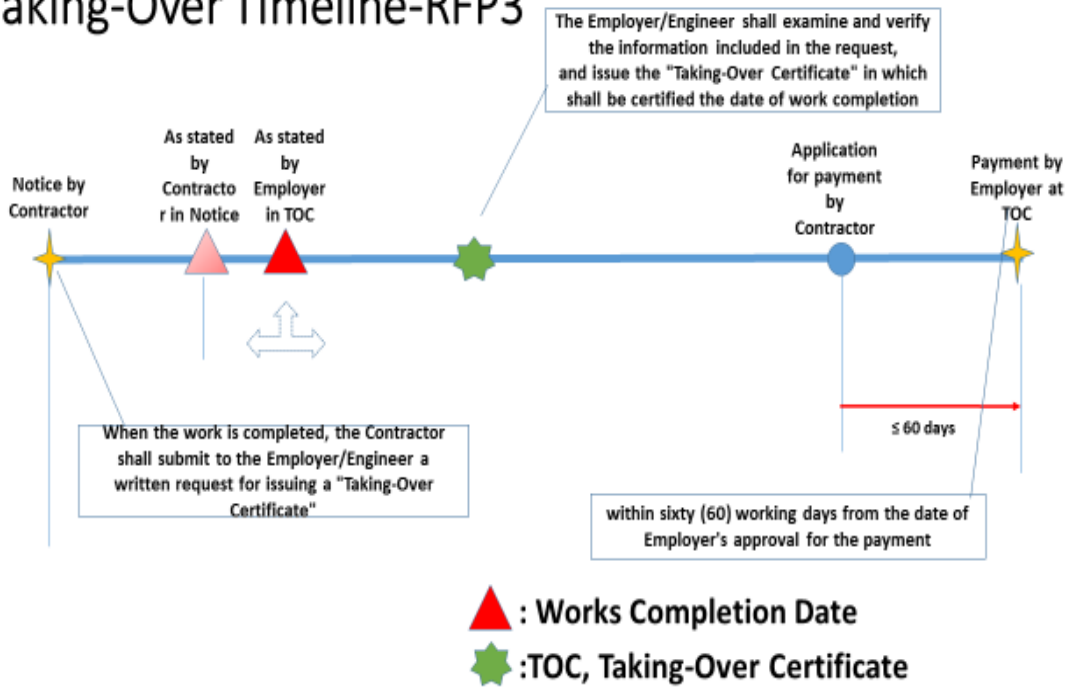 aking-Over Timeline-RFP3
The Employer/Engineer shall examine and verify
the information included in the request,
and issue the "Taking-Over Certificate" in which
shall be certified the date of work completion
Notice by
Contractor
As stated
by
Contracto
r in Notice
As stated
by
Employer
in TOC
Application
for payment
by
Contractor
Payment by
Employer at
TOC
≤ 60 days
When the work is completed, the Contractor
shall submit to the Employer/Engineer a
written request for issuing a "Taking-Over
Certificate"
within sixty (60) working days from the date of
Employer's approval for the payment
: Works Completion Date
:TOC, Taking-Over Certificate